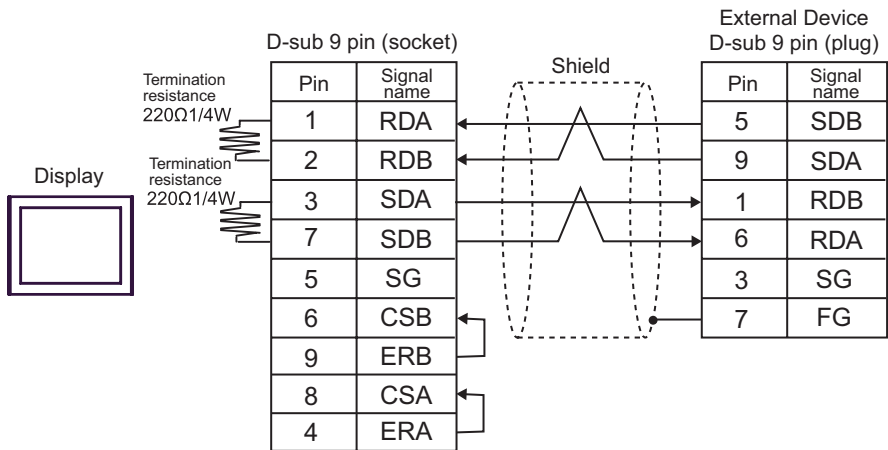 External Device
D-sub 9 pin (socket)
D-sub 9 pin (plug)
Shield
Termination
resistance
220Ω1/4W
Termination
resistance
220Ω1/4W
Display
Pin Signal name
1 RDA
2 RDB
3 SDA
7 SDB
5 SG
6 CSB
9 ERB
8 CSA
4 ERA
Pin Signal name
5 SDB
9 SDA
1 RDB
6 RDA
3 SG
7 FG